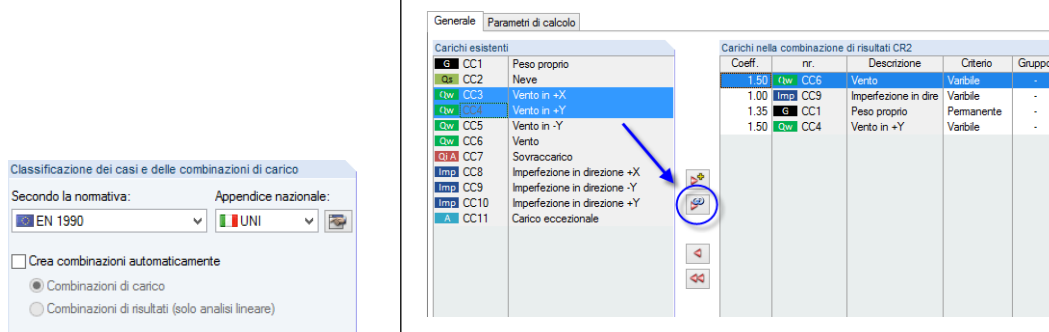 Classificazione dei casi e delle combinazioni di carico
Secondo la normativa: Appendice nazionale:
EN 1990 UNI
Crea combinazioni automaticamente
Combinazioni di carico
Combinazioni di risultati (solo analisi lineare)
Generale Parametri di calcolo
Carichi esistenti
G CC1 Peso proprio
Qs CC2 Neve
Qw CC3 Vento in +X
Qw CC4 Vento in +Y
Qw CC5 Vento in -Y
Qw CC6 Vento
Qi A CC7 Sovraccarico
Imp CC8 Imperfezione in direzione +X
Imp CC9 Imperfezione in direzione -Y
Imp CC10 Imperfezione in direzione +Y
A CC11 Carico eccezionale
Carichi nella combinazione di risultati CR2
Coeff. nr. Descrizione Criterio Gruppo
1.50 Qw CC6 Vento Varibile -
1.00 Imp CC9 Imperfezione in dire Varibile -
1.35 G CC1 Peso proprio Permanente -
1.50 Qw CC4 Vento in +Y Varibile -